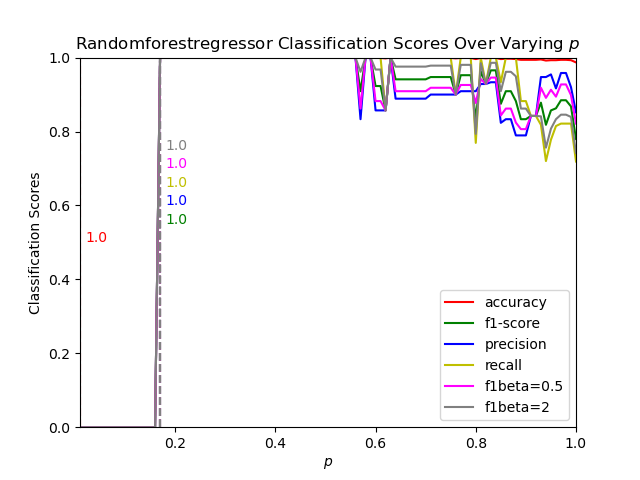 Randomforestregressor Classification Scores Over Varying p
Classification Scores
1.0
0.8
0.6
0.4
0.2
0.0
1.0
1.0
1.0
1.0
1.0
1.0
accuracy
f1-score
precision
recall
f1beta=0.5
f1beta=2
0.2
0.4
0.6
0.8
1.0
p